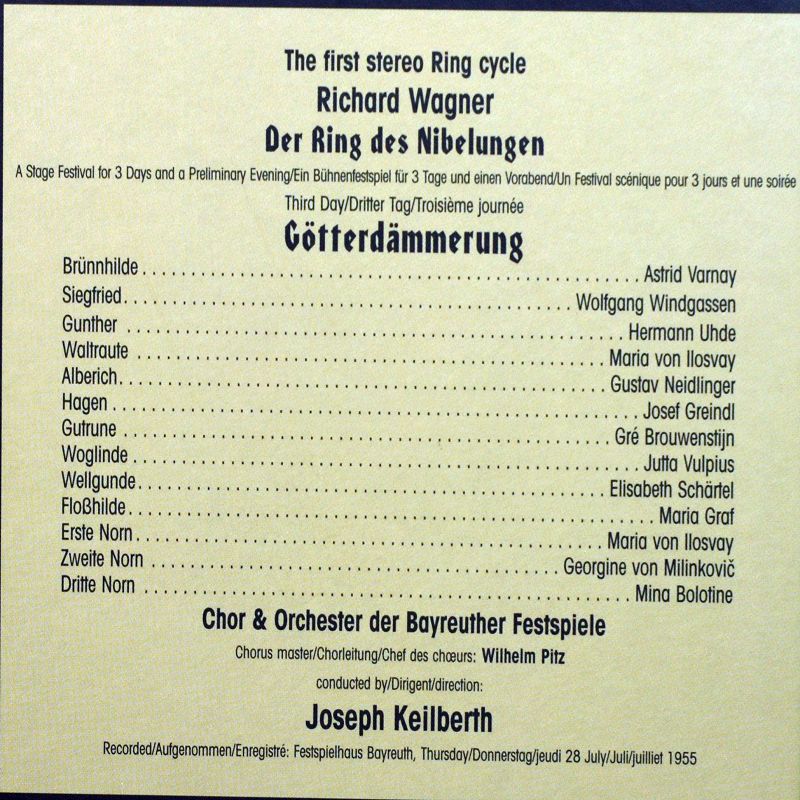 The first stereo Ring cycle
Richard Wagner
Der Ring des Nibelungen
A Stage Festival for 3 Days and a Preliminary Evening/Ein Bühnenfestspiel für 3 Tage und einen Vorabend/Un Festival scénique pour 3 jours et une soirée
Third Day/Dritter Tag/Troisième journée
Götterdämmerung
Brünnhilde . . . . . . . . . . . . . . . . . . . . Astrid Varnay
Siegfried . . . . . . . . . . . . . . . . . . . . Wolfgang Windgassen
Gunther . . . . . . . . . . . . . . . . . . . . Hermann Uhde
Waltraute . . . . . . . . . . . . . . . . . . . . Maria von Ilosvay
Alberich . . . . . . . . . . . . . . . . . . . . Gustav Neidlinger
Hagen . . . . . . . . . . . . . . . . . . . . Josef Greindl
Gutrune . . . . . . . . . . . . . . . . . . . . Gré Brouwenstijn
Woglinde . . . . . . . . . . . . . . . . . . . . Jutta Vulpius
Wellgunde . . . . . . . . . . . . . . . . . . . . Elisabeth Schärtel
Floßhilde . . . . . . . . . . . . . . . . . . . . Maria Graf
Erste Norn . . . . . . . . . . . . . . . . . . . . Maria von Ilosvay
Zweite Norn . . . . . . . . . . . . . . . . . . . . Georgine von Milinkovič
Dritte Norn . . . . . . . . . . . . . . . . . . . . Mina Bolotine
Chor & Orchester der Bayreuther Festspiele
Chorus master/Chorleitung/Chef des chœurs: Wilhelm Pitz
conducted by/Dirigent/direction:
Joseph Keilberth
Recorded/Aufgenommen/Enregistré: Festspielhaus Bayreuth, Thursday/Donnerstag/jeudi 28 July/Juli/juilliet 1955